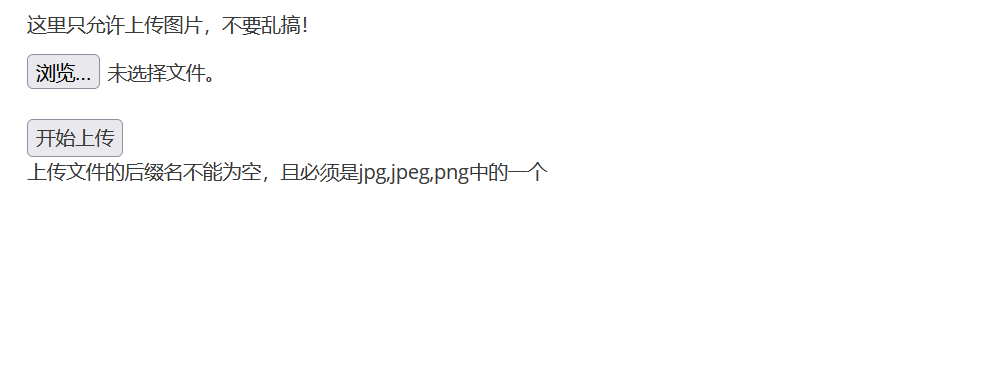 这里只允许上传图片，不要乱搞！
浏览… 未选择文件。
开始上传
上传文件的后缀名不能为空，且必须是jpg,jpeg,png中的一个